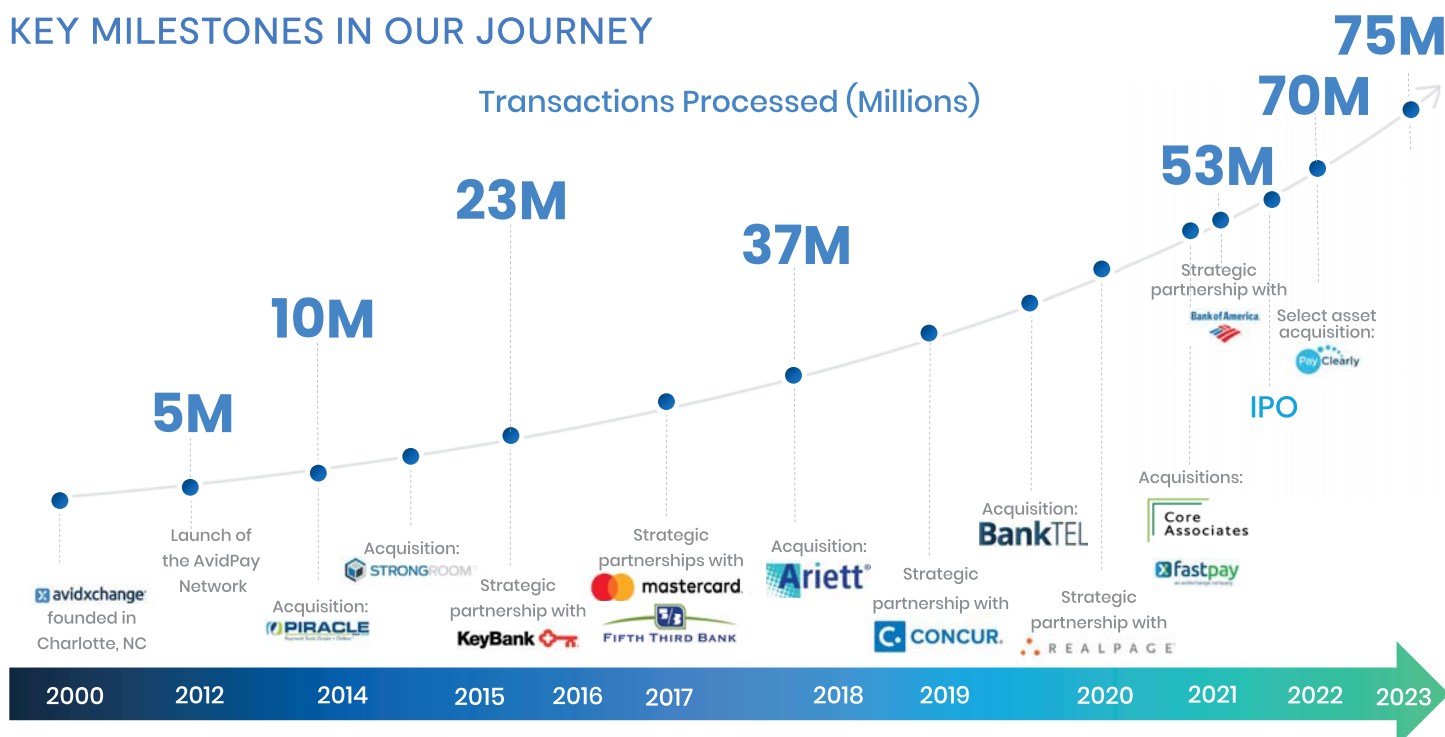 KEY MILESTONES IN OUR JOURNEY
Transactions Processed (Millions)
5M
10M
23M
37M
53M
70M
75M
avidxchange
founded in
Charlotte, NC
Launch of
the AvidPay
Network
Acquisition:
PIRACLE
Acquisition:
STRONGROOM
Strategic
partnership with
KeyBank
Strategic
partnerships with
mastercard.
FIFTH THIRD BANK
Acquisition:
Ariett®
Strategic
partnership with
C. CONCUR.
Acquisition:
BankTEL
Strategic
partnership with
REALPAGE
Acquisitions:
Core
Associates
fastpay
Strategic
partnership with
Bank of America
IPO
Select asset
acquisition:
PayClearly
2000 2012 2014 2015 2016 2017 2018 2019 2020 2021 2022 2023